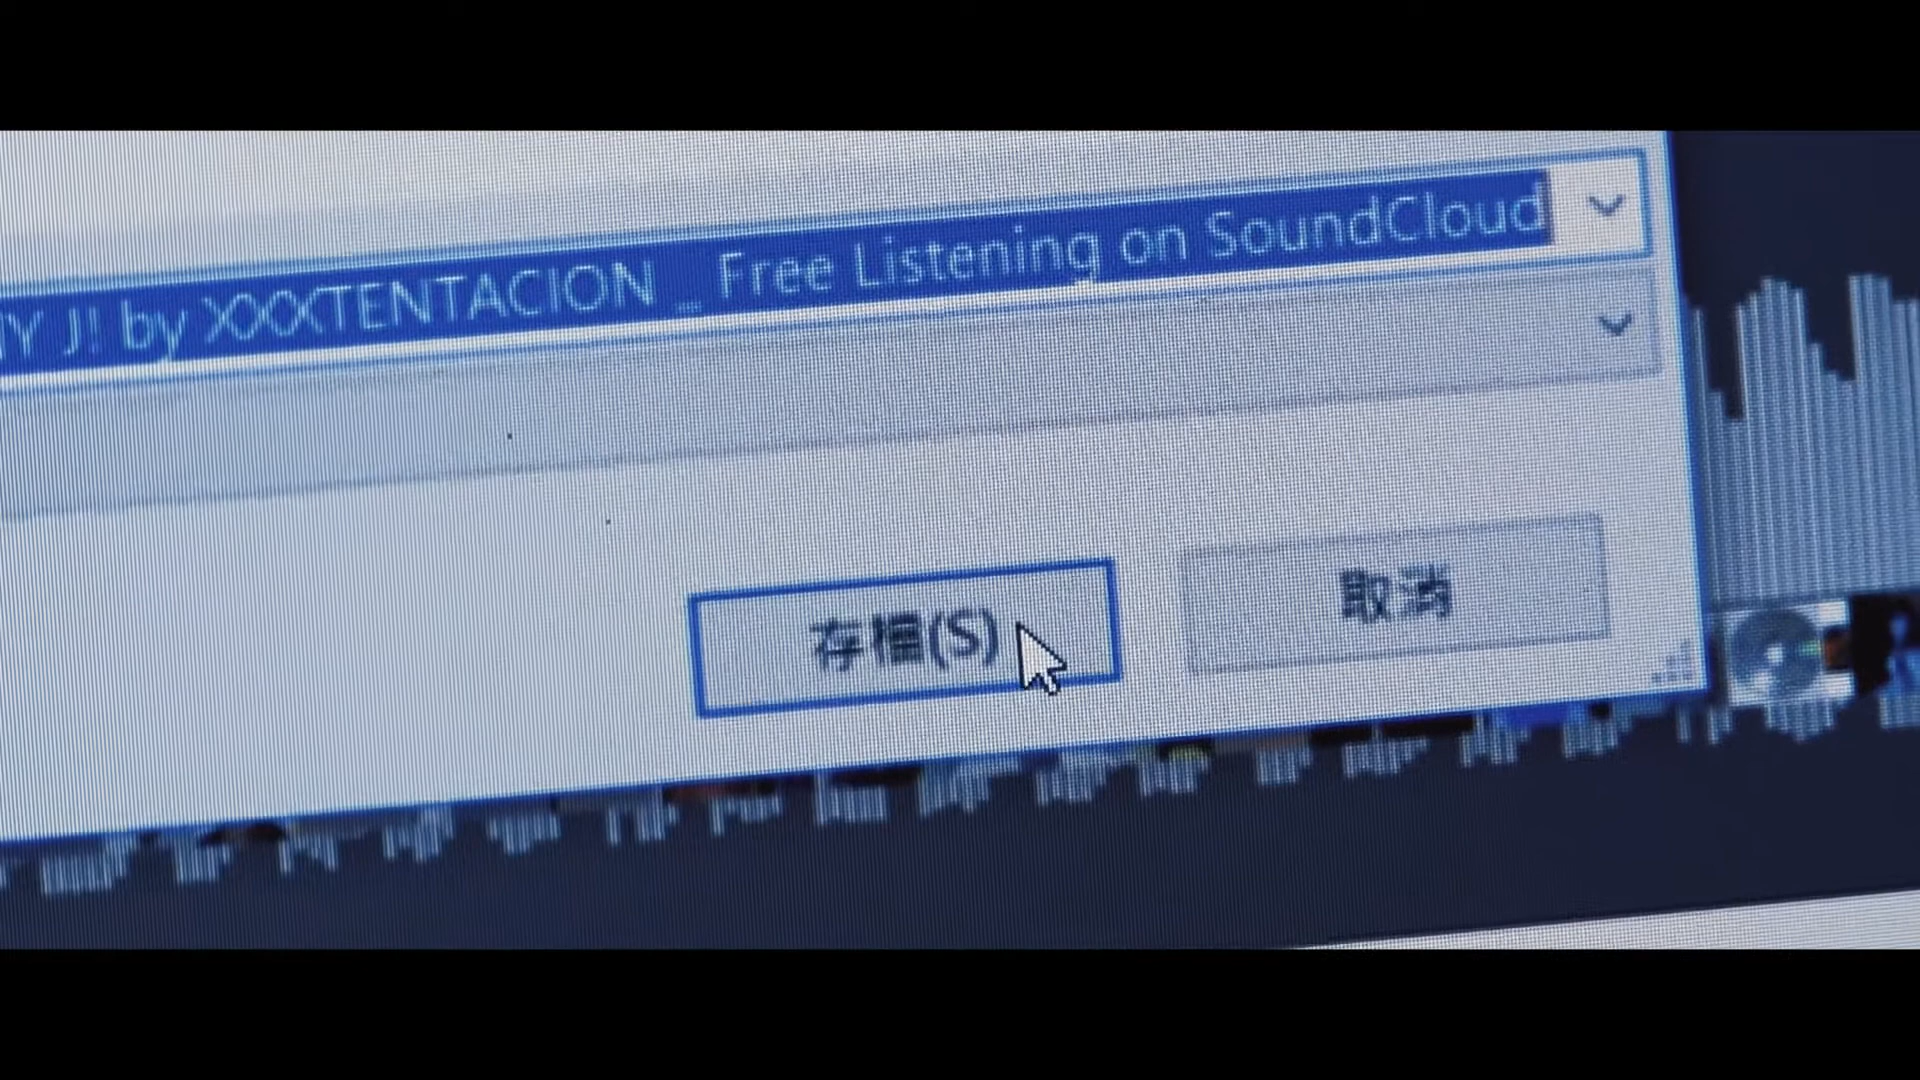 Y J! by XXXTENTACION _ Free Listening on SoundCloud
存檔(S)
取消